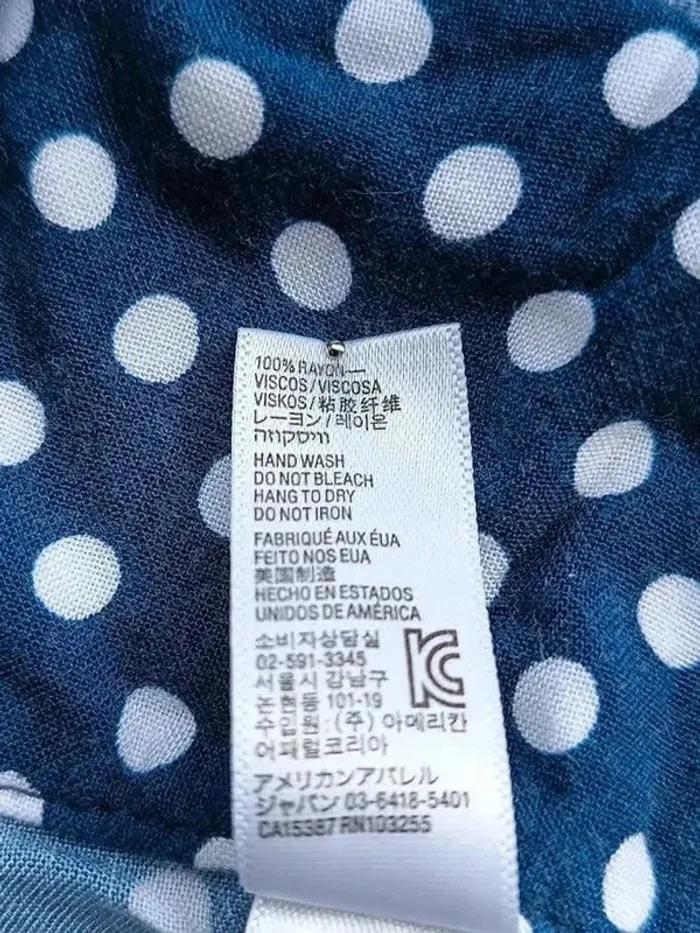 100% RAYON—
VISCOS/VISCOSA
VISKOS/粘胶纤维
レーヨン/레이온
וויסקוזה
HAND WASH
DO NOT BLEACH
HANG TO DRY
DO NOT IRON
FABRIQUÉ AUX ÉUA
FEITO NOS EUA
美国制造
HECHO EN ESTADOS
UNIDOS DE AMÉRICA
소비자상담실
02-591-3345
서울시 강남구
논현동 101-19
수입원: (주) 아메리칸
어패럴코리아
アメリカンアパレル
ジャパン 03-6418-5401
CA15387 RN103255